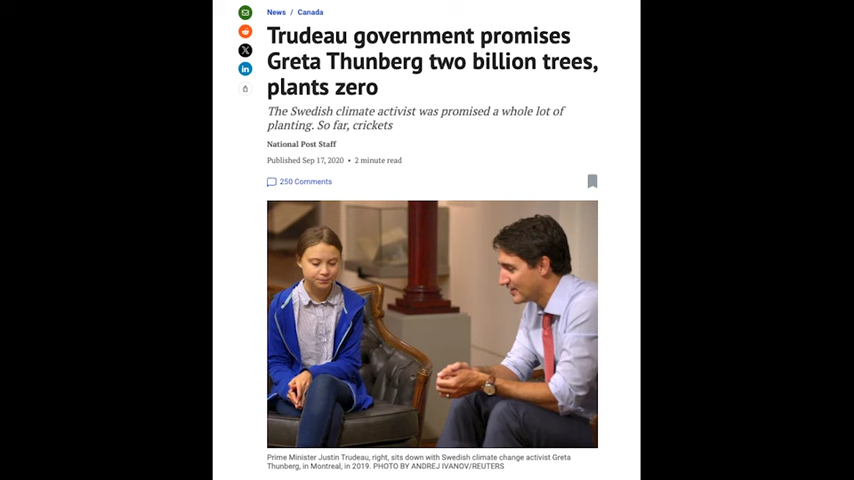 News / Canada
Trudeau government promises
Greta Thunberg two billion trees,
plants zero
The Swedish climate activist was promised a whole lot of
planting. So far, crickets
National Post Staff
Published Sep 17, 2020 • 2 minute read
250 Comments
Prime Minister Justin Trudeau, right, sits down with Swedish climate change activist Greta
Thunberg, in Montreal, in 2019. PHOTO BY ANDREJ IVANOV/REUTERS